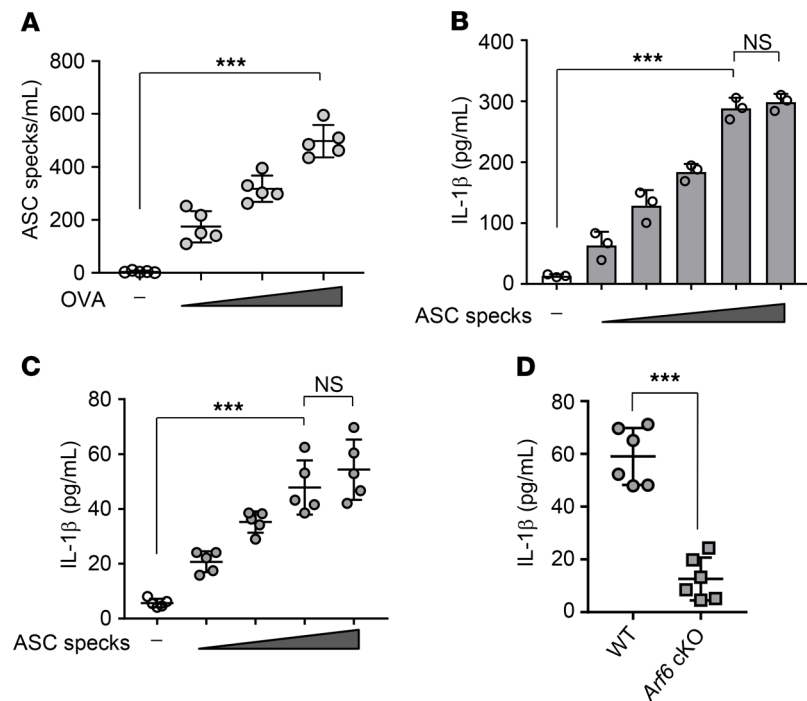 A
ASC specks/mL
800
600
400
200
0
***
OVA
–
B
IL-1β (pg/mL)
400
300
200
100
0
***
NS
ASC specks
–
C
IL-1β (pg/mL)
80
60
40
20
0
***
NS
ASC specks
–
D
IL-1β (pg/mL)
80
60
40
20
0
***
WT
Arf6 cKO